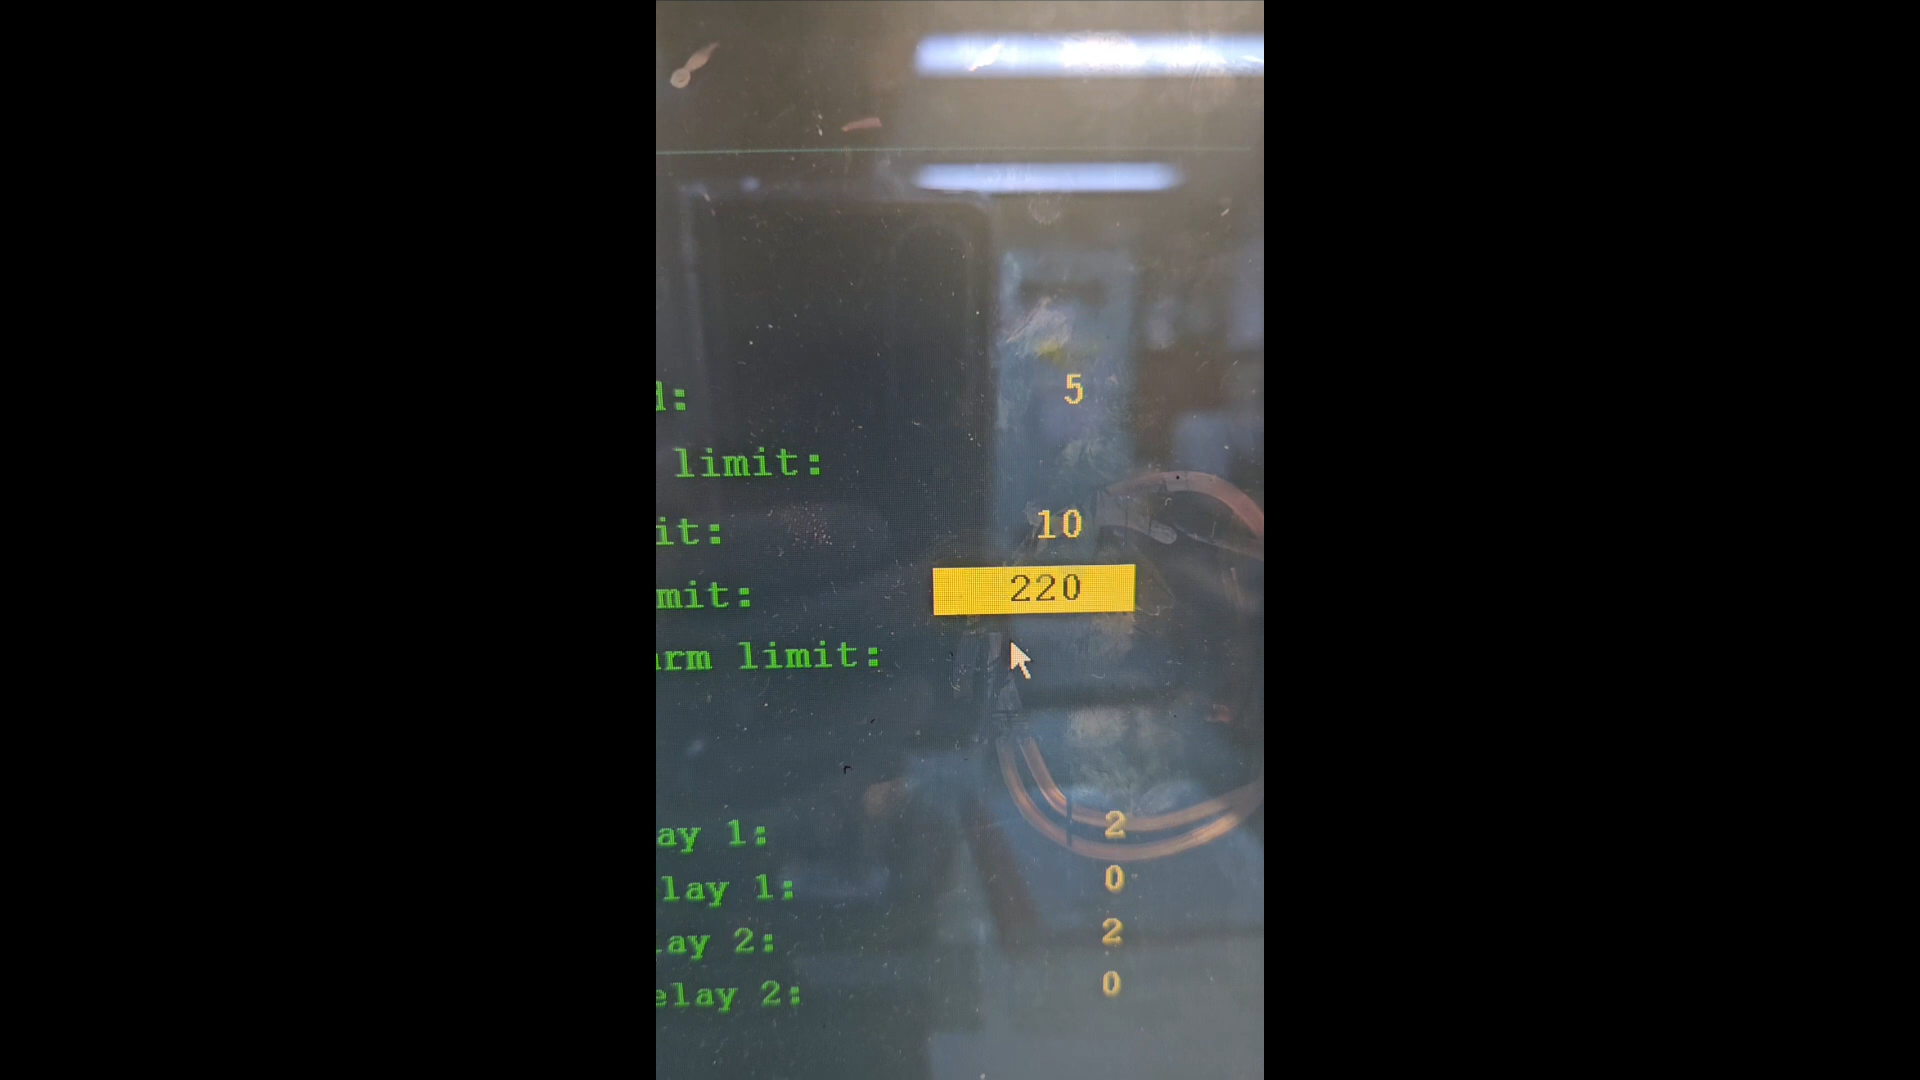 d: 5
limit:
it: 10
mit: 220
rm limit:
ay 1: 2
lay 1: 0
lay 2: 2
elay 2: 0